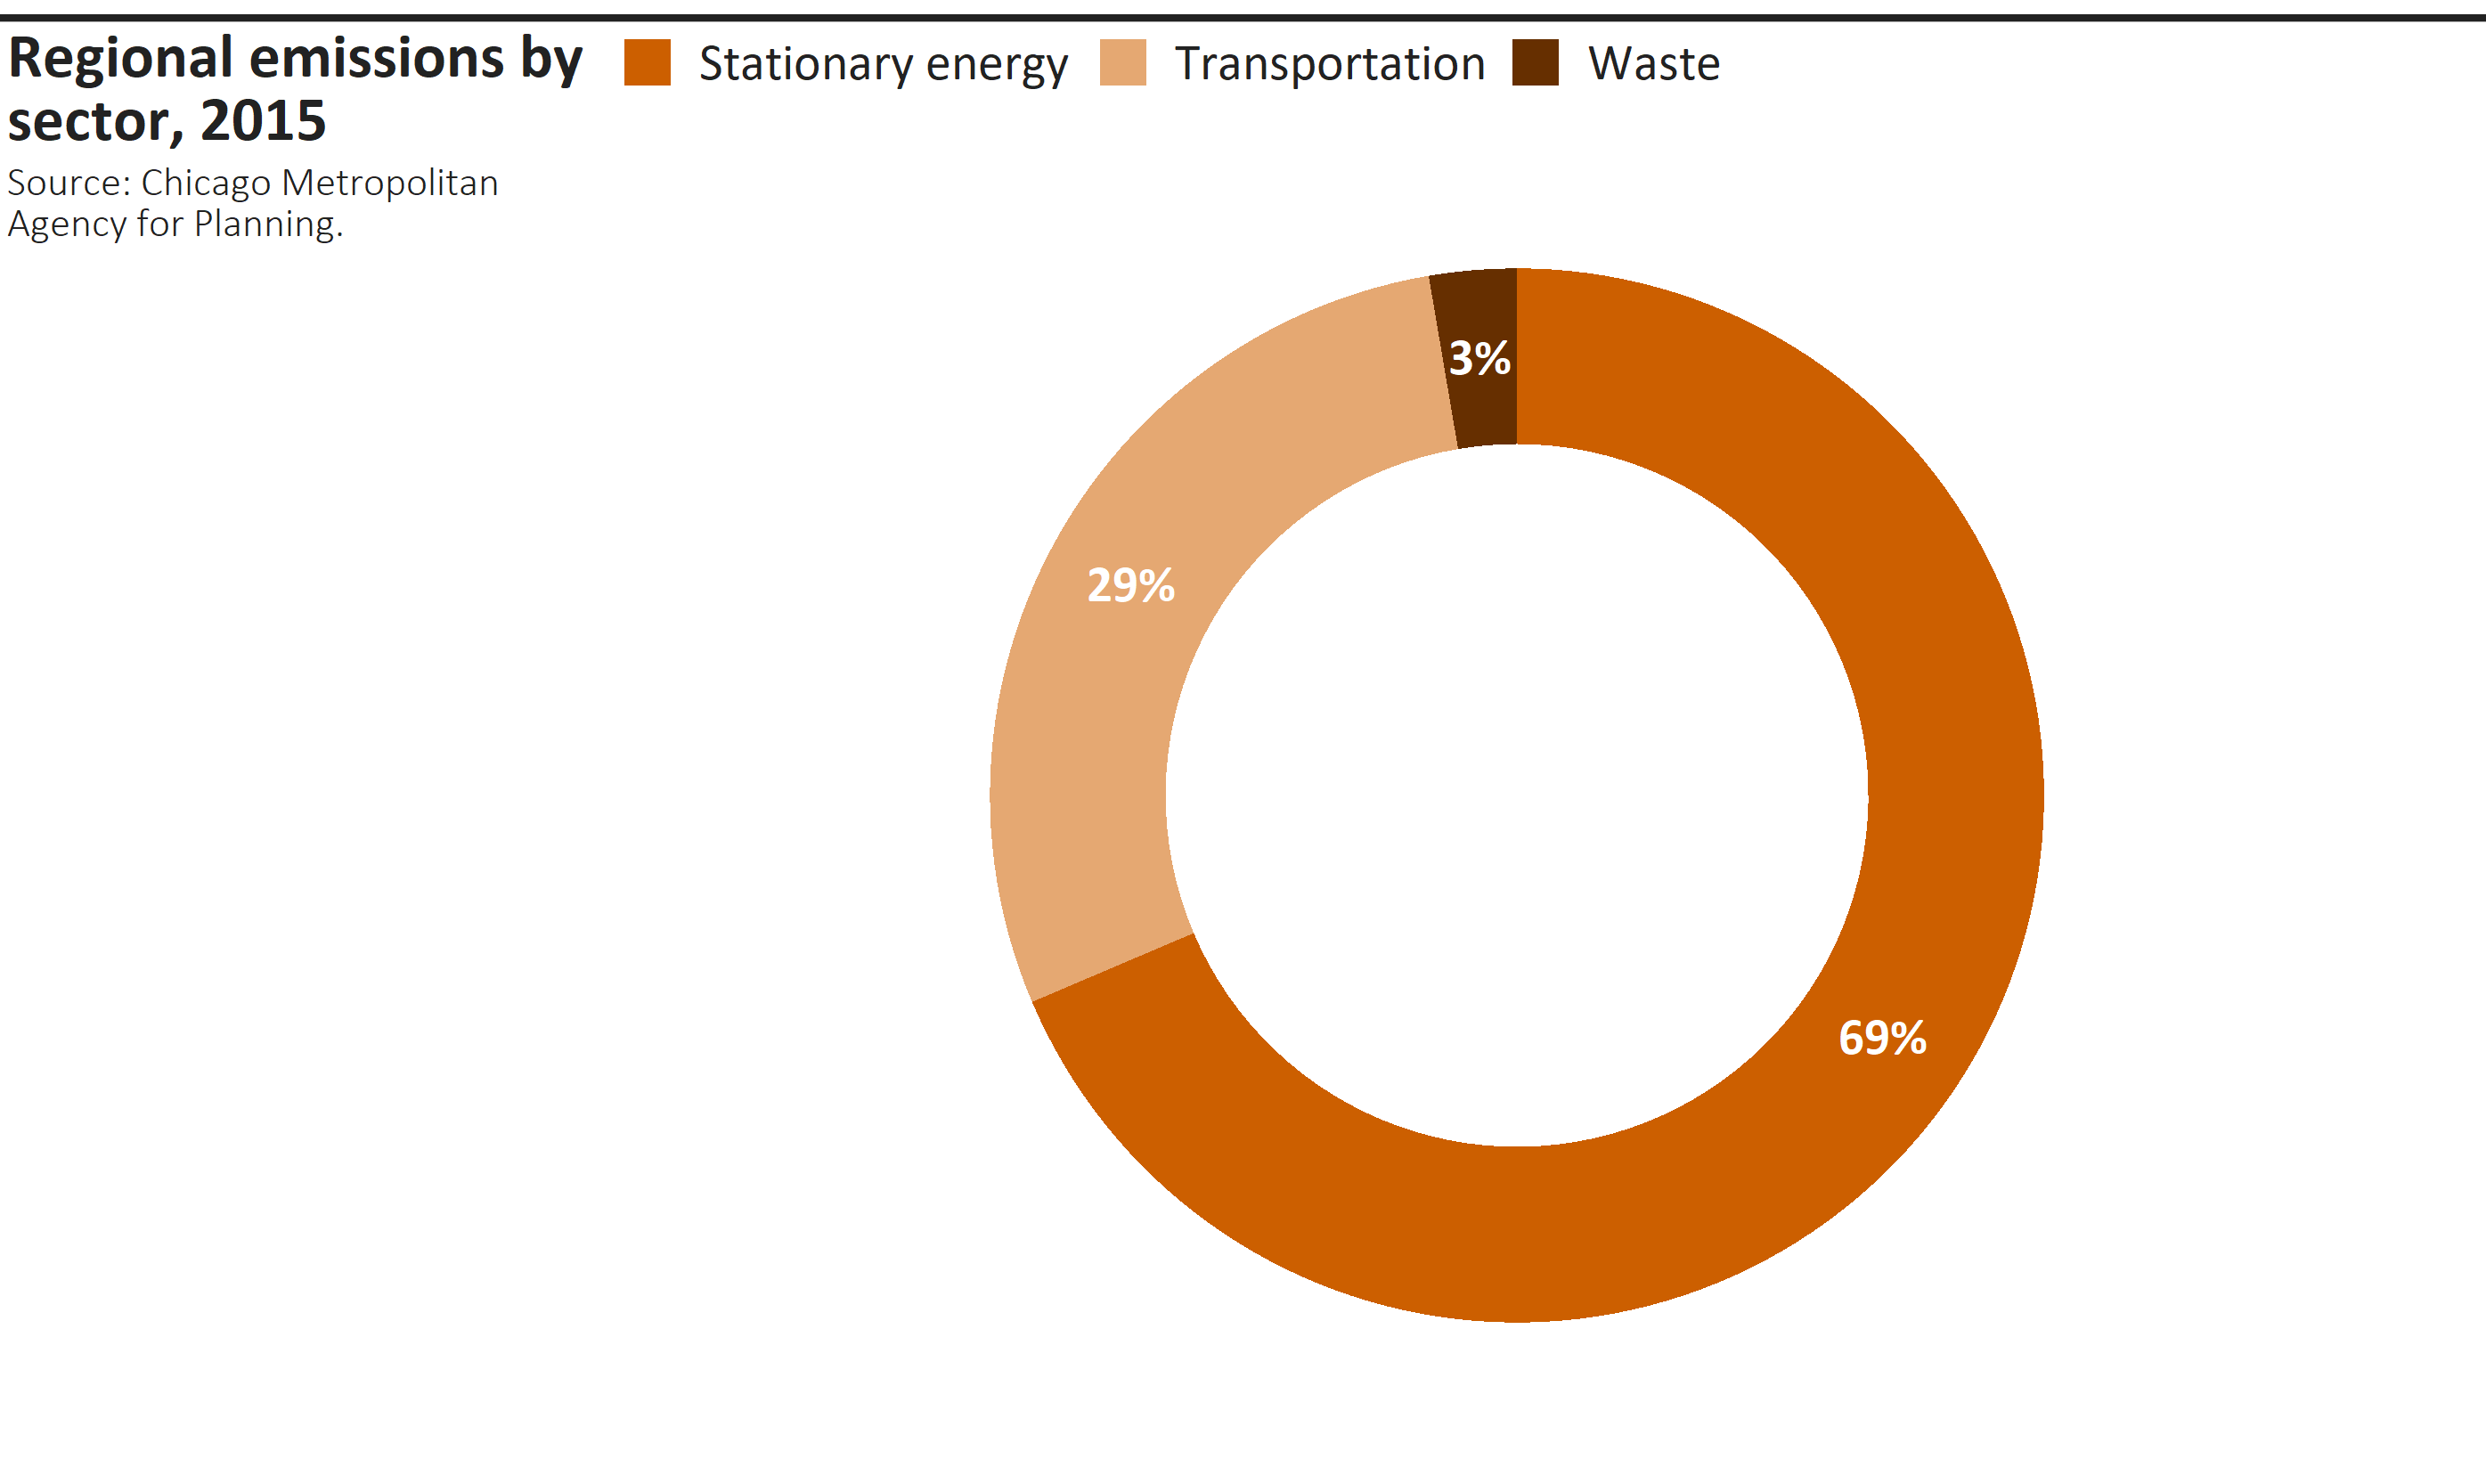 Regional emissions by
sector, 2015
Source: Chicago Metropolitan
Agency for Planning.
Stationary energy
Transportation
Waste
3%
29%
69%